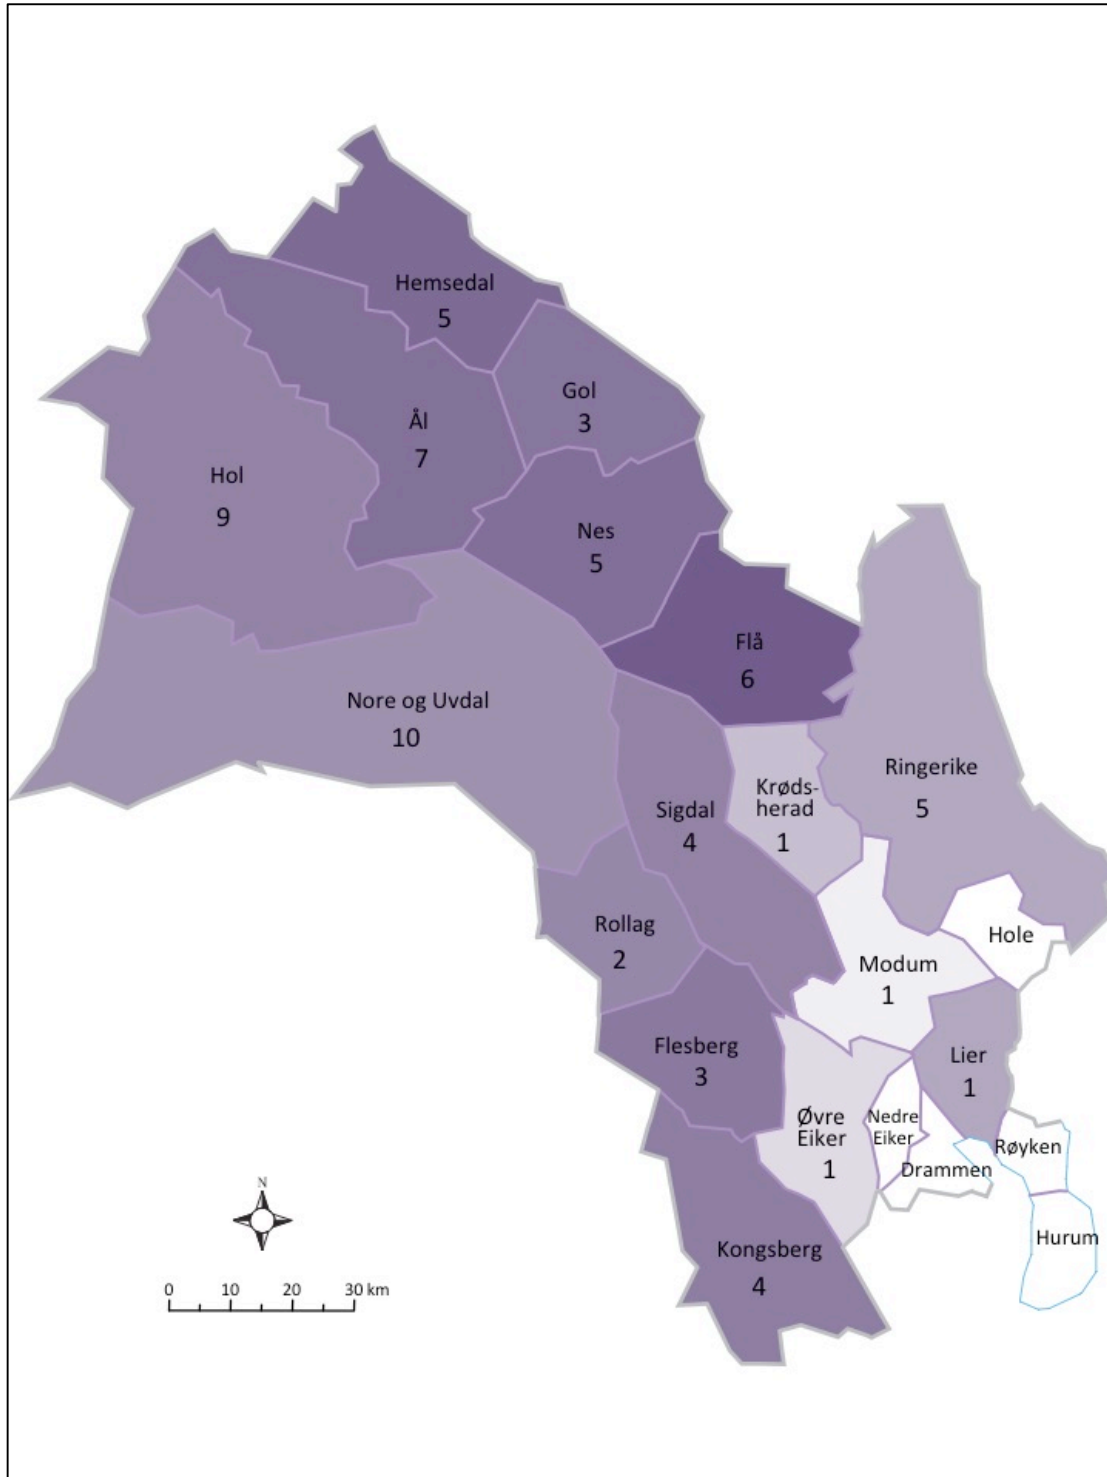 Hemsedal
5
Gol
3
Ål
7
Hol
9
Nes
5
Flå
6
Nore og Uvdal
10
Ringerike
5
Krøds-
herad
1
Sigdal
4
Rollag
2
Hole
Modum
1
Flesberg
3
Lier
1
Øvre
Eiker
1
Nedre
Eiker
Røyken
Drammen
Hurum
Kongsberg
4
N
0 10 20 30 km